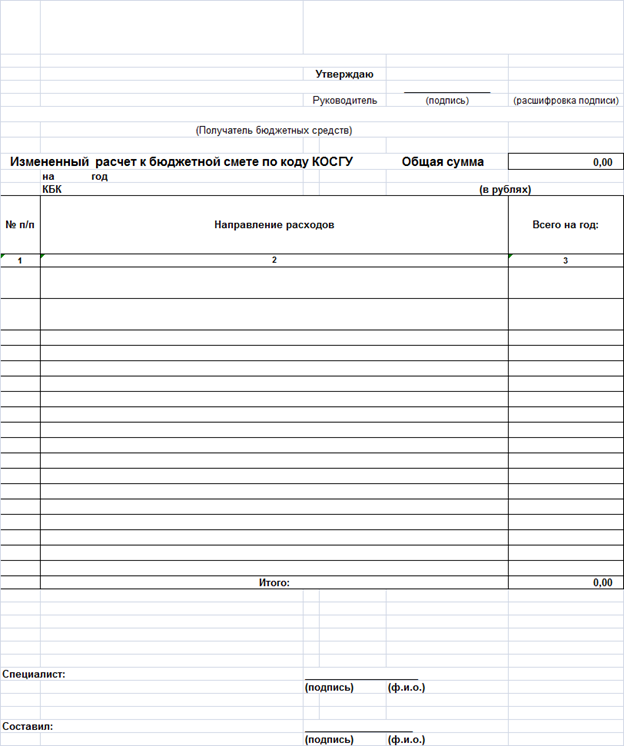 Утверждаю
Руководитель (подпись) (расшифровка подписи)
(Получатель бюджетных средств)
Измененный расчет к бюджетной смете по коду КОСГУ Общая сумма 0,00
на год
КБК (в рублях)
№ п/п Направление расходов Всего на год:
1 2 3
Итого: 0,00
Специалист:
(подпись) (ф.и.о.)
Составил:
(подпись) (ф.и.о.)